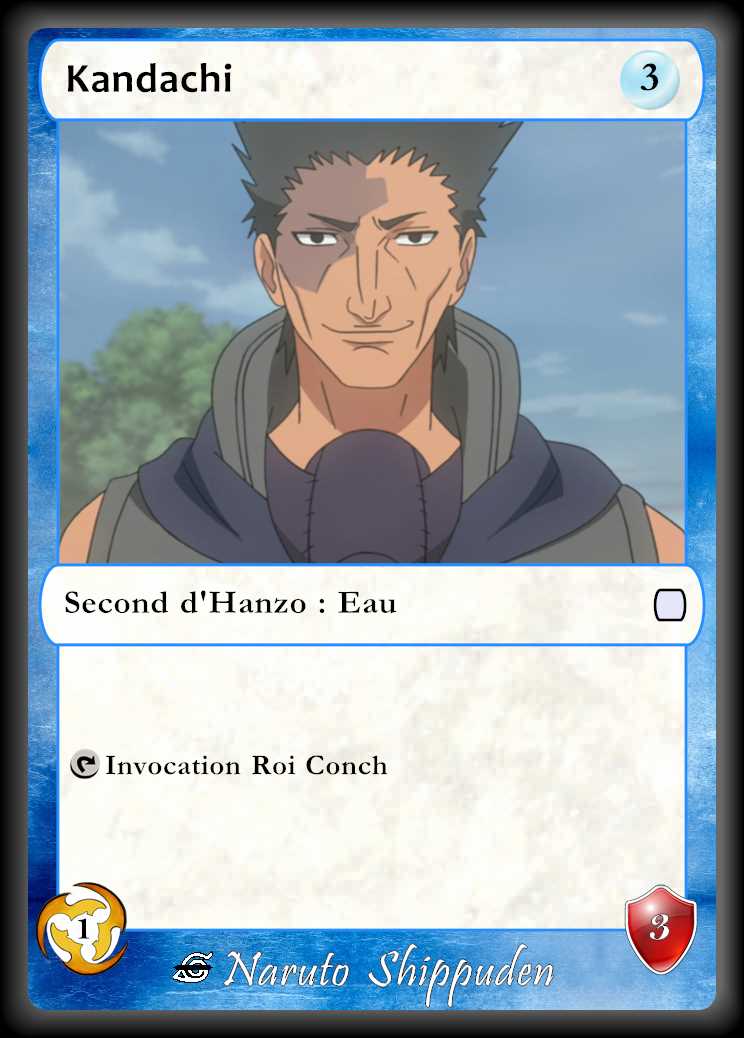 Kandachi
3
Second d'Hanzo : Eau
Invocation Roi Conch
1
3
Naruto Shippuden